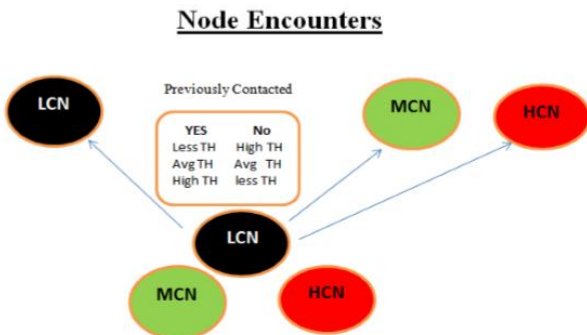 Node Encounters
Previously Contacted
LCN
MCN
HCN
YES No
Less TH High TH
Avg TH Avg TH
High TH less TH
LCN
MCN
HCN